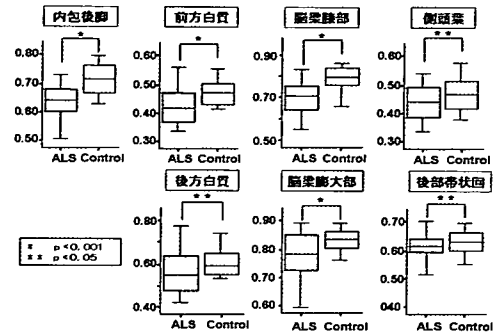 内包後脚 前方白質 脳梁膝部 側頭葉
* * * **
0.80 0.60 0.90 0.60
0.70 0.50 0.50
0.60 0.40 0.70 0.40
0.50 0.30 0.50 0.30
ALS Control ALS Control ALS Control ALS Control
後方白質 脳梁膨大部 後部帯状回
** * **
0.80 0.90 0.70
0.60 0.80 0.60
0.70 0.50
0.40 0.60 040
ALS Control ALS Control ALS Control
* p<0.001
** p<0.05